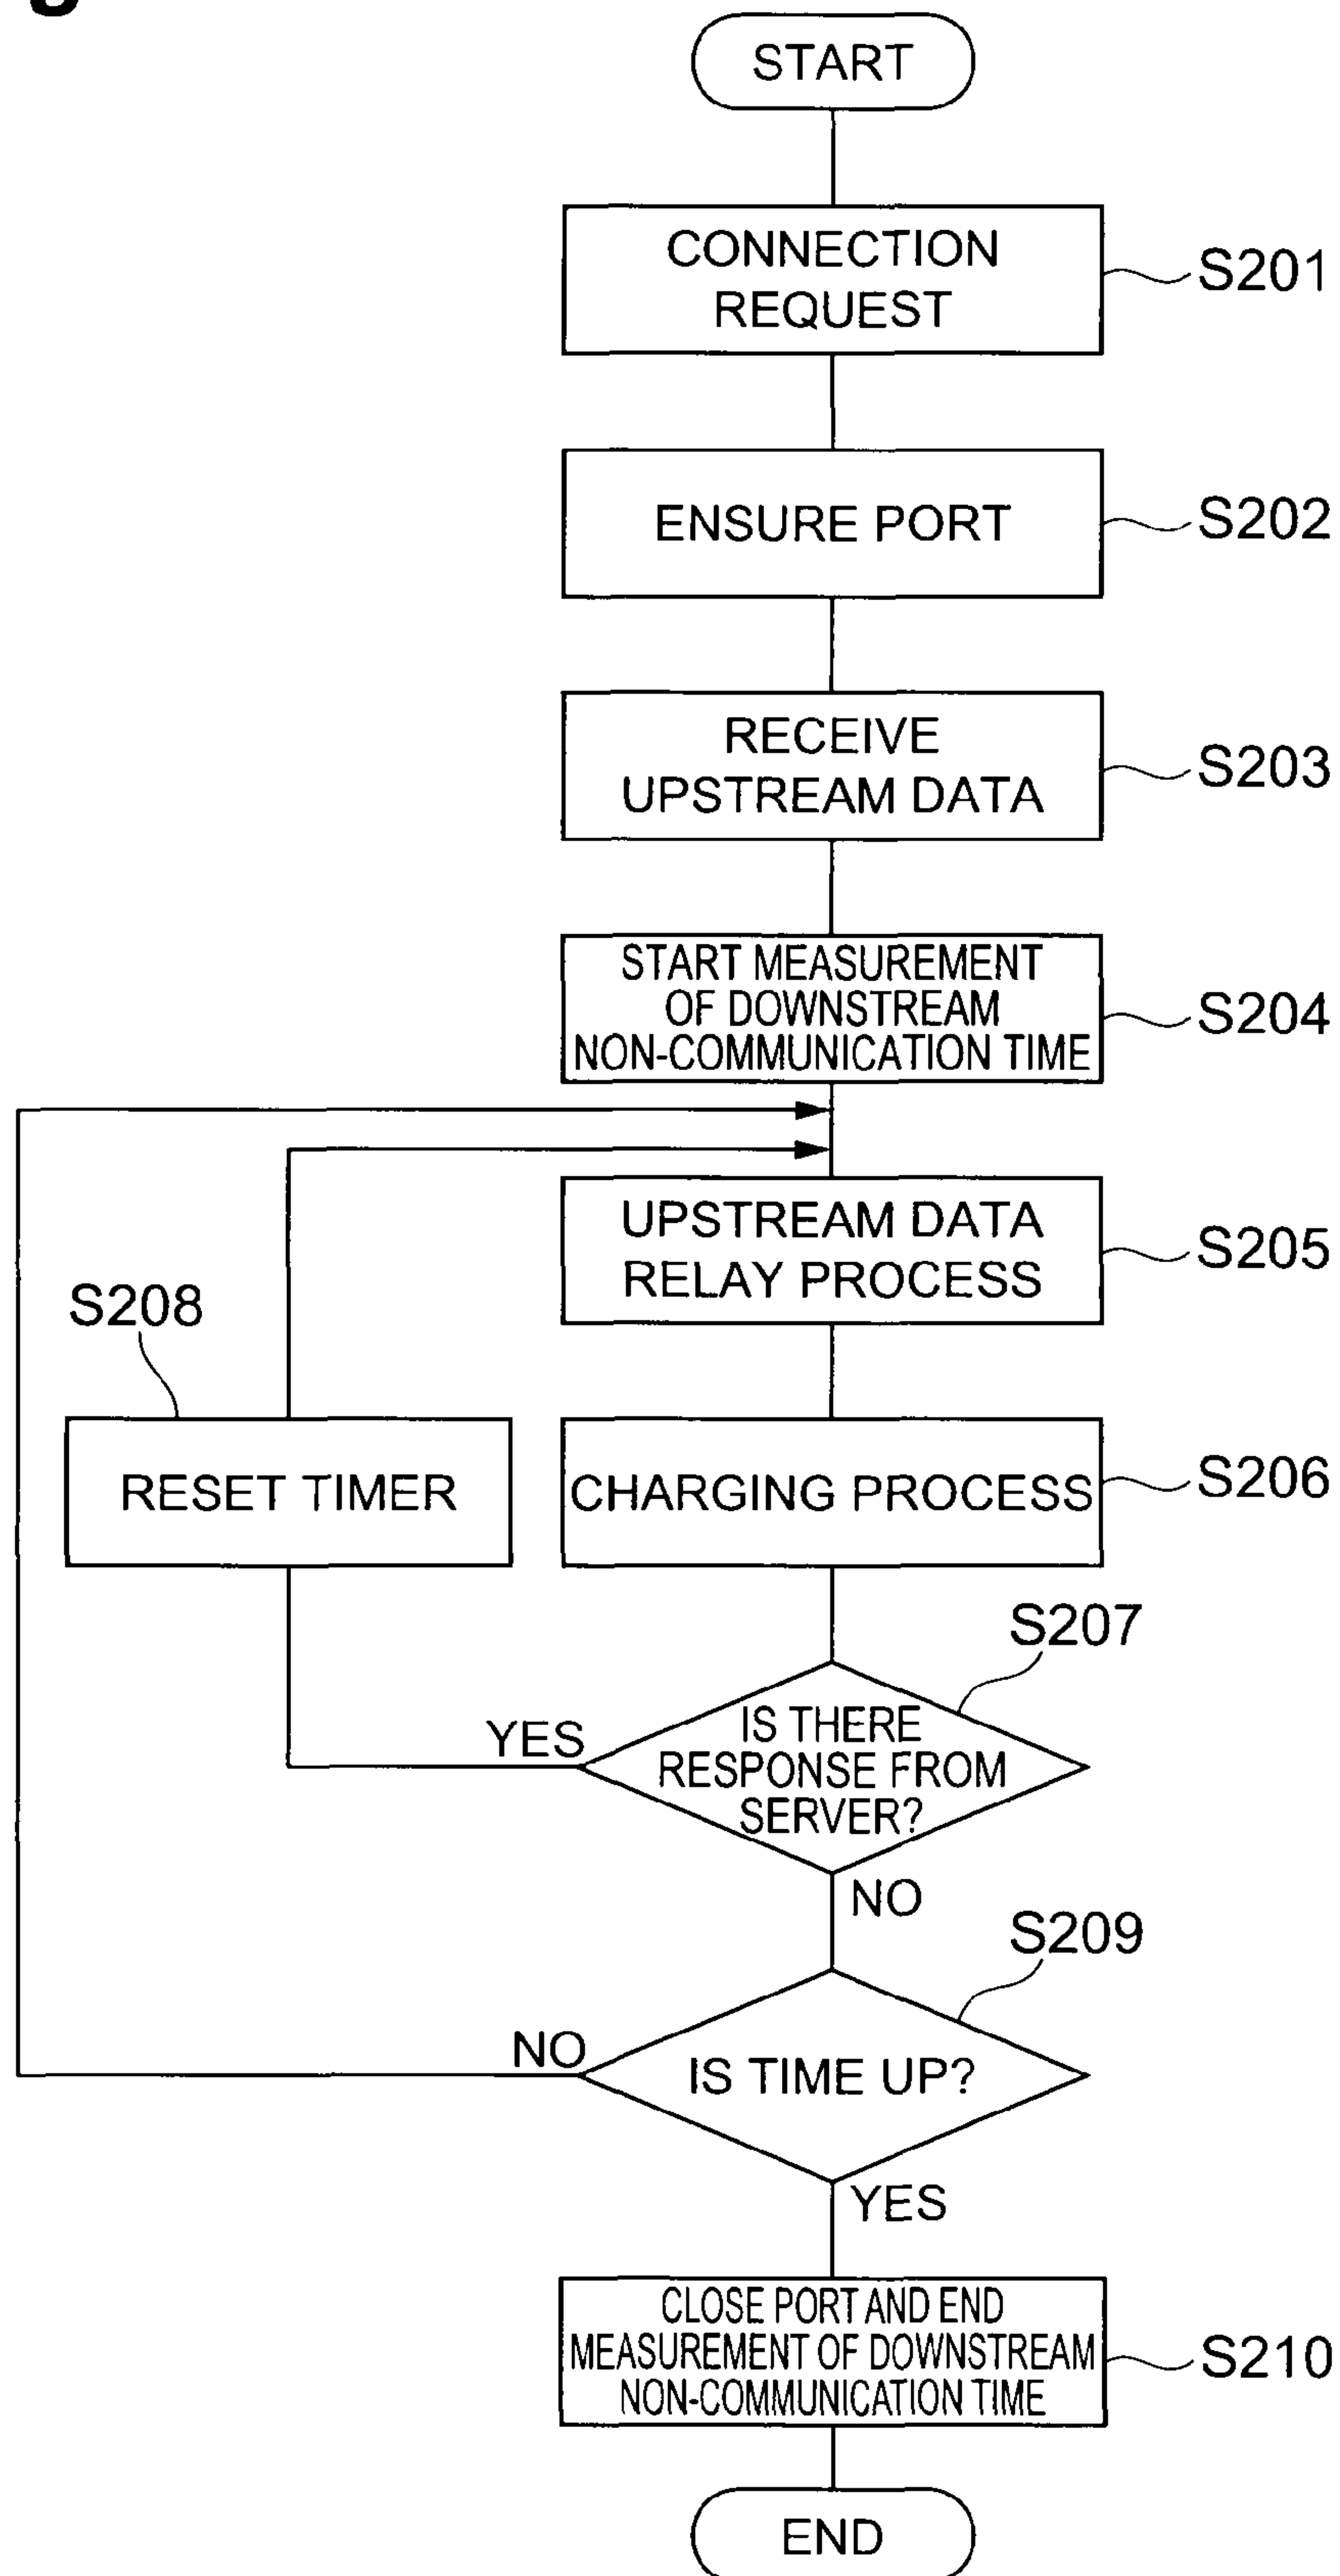 START
CONNECTION
REQUEST
S201
ENSURE PORT
S202
RECEIVE
UPSTREAM DATA
S203
START MEASUREMENT
OF DOWNSTREAM
NON-COMMUNICATION TIME
S204
UPSTREAM DATA
RELAY PROCESS
S205
S208
RESET TIMER
CHARGING PROCESS
S206
S207
YES
IS THERE
RESPONSE FROM
SERVER?
NO
S209
NO
IS TIME UP?
YES
CLOSE PORT AND END
MEASUREMENT OF DOWNSTREAM
NON-COMMUNICATION TIME
S210
END